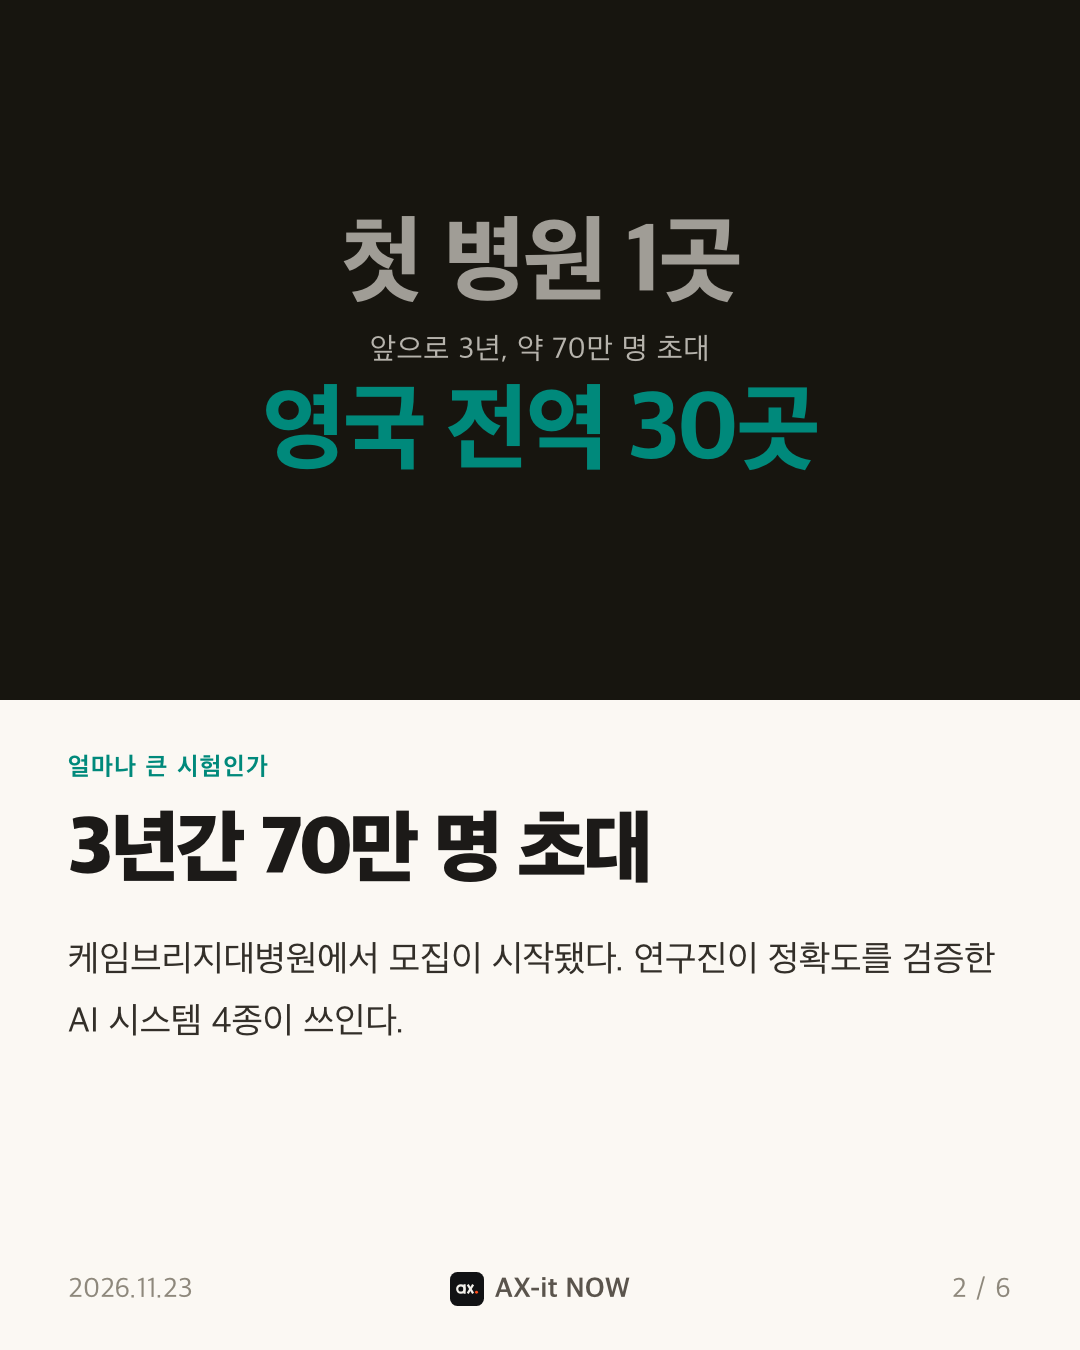 첫 병원 1곳
앞으로 3년, 약 70만 명 초대
영국 전역 30곳
얼마나 큰 시험인가
3년간 70만 명 초대
케임브리지대병원에서 모집이 시작됐다. 연구진이 정확도를 검증한
AI 시스템 4종이 쓰인다.
2026.11.23
ax. AX-it NOW
2 / 6